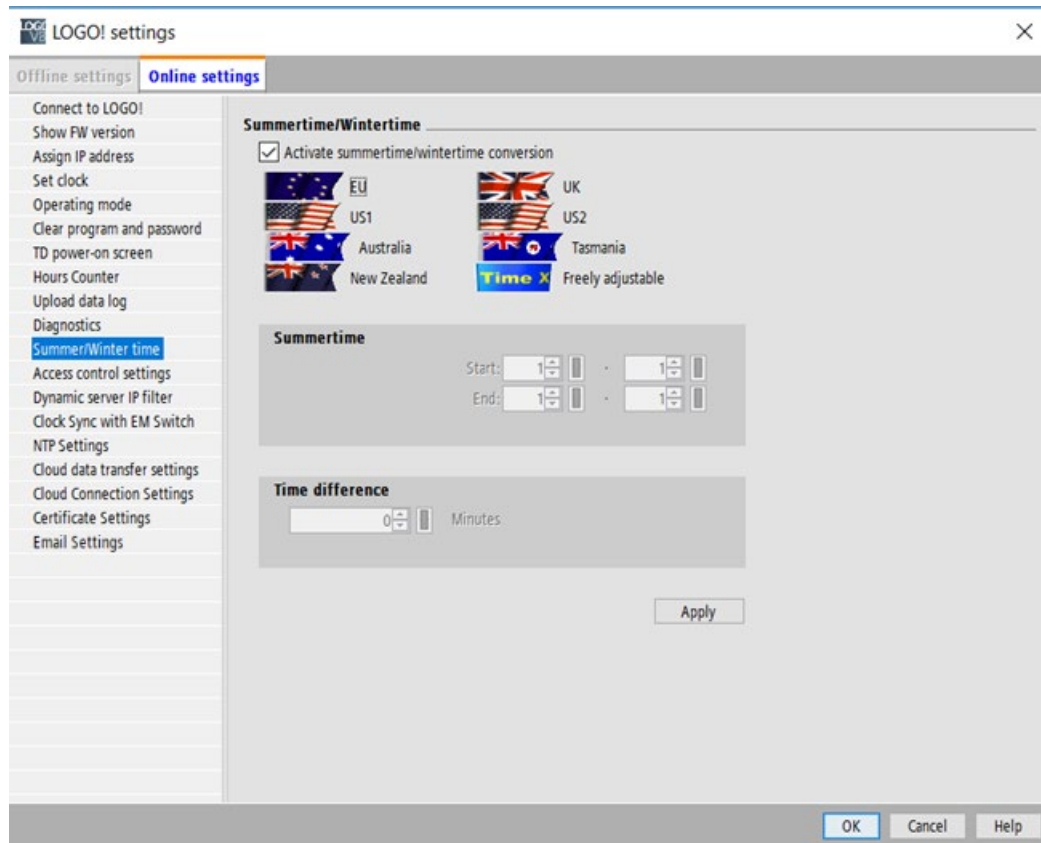 LOGO! settings
Offline settings Online settings
Connect to LOGO!
Show FW version
Assign IP address
Set clock
Operating mode
Clear program and password
TD power-on screen
Hours Counter
Upload data log
Diagnostics
Summer/Winter time
Access control settings
Dynamic server IP filter
Clock Sync with EM Switch
NTP Settings
Cloud data transfer settings
Cloud Connection Settings
Certificate Settings
Email Settings
Summertime/Wintertime
Activate summertime/wintertime conversion
EU UK
US1 US2
Australia Tasmania
New Zealand Time X Freely adjustable
Summertime
Start: 1 . 1
End: 1 . 1
Time difference
0 Minutes
Apply
OK Cancel Help